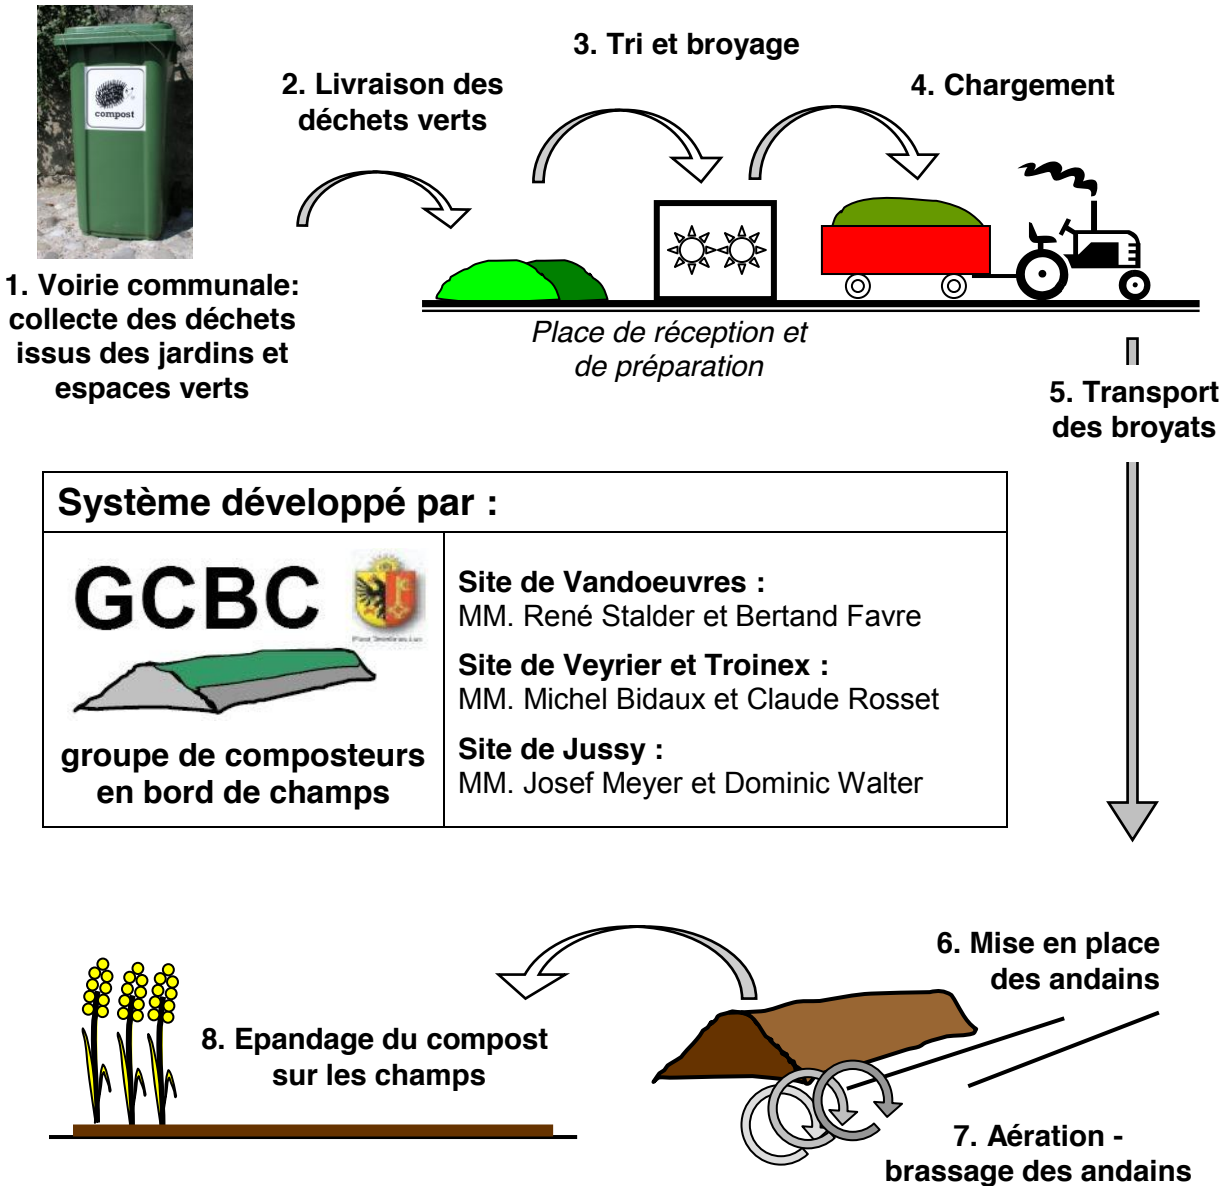 compost
1. Voirie communale:
collecte des déchets
issus des jardins et
espaces verts
2. Livraison des
déchets verts
3. Tri et broyage
4. Chargement
Place de réception et
de préparation
5. Transport
des broyats
Système développé par :
GCBC
groupe de composteurs
en bord de champs
Site de Vandoeuvres :
MM. René Stalder et Bertand Favre
Site de Veyrier et Troinex :
MM. Michel Bidaux et Claude Rosset
Site de Jussy :
MM. Josef Meyer et Dominic Walter
6. Mise en place
des andains
7. Aération -
brassage des andains
8. Epandage du compost
sur les champs